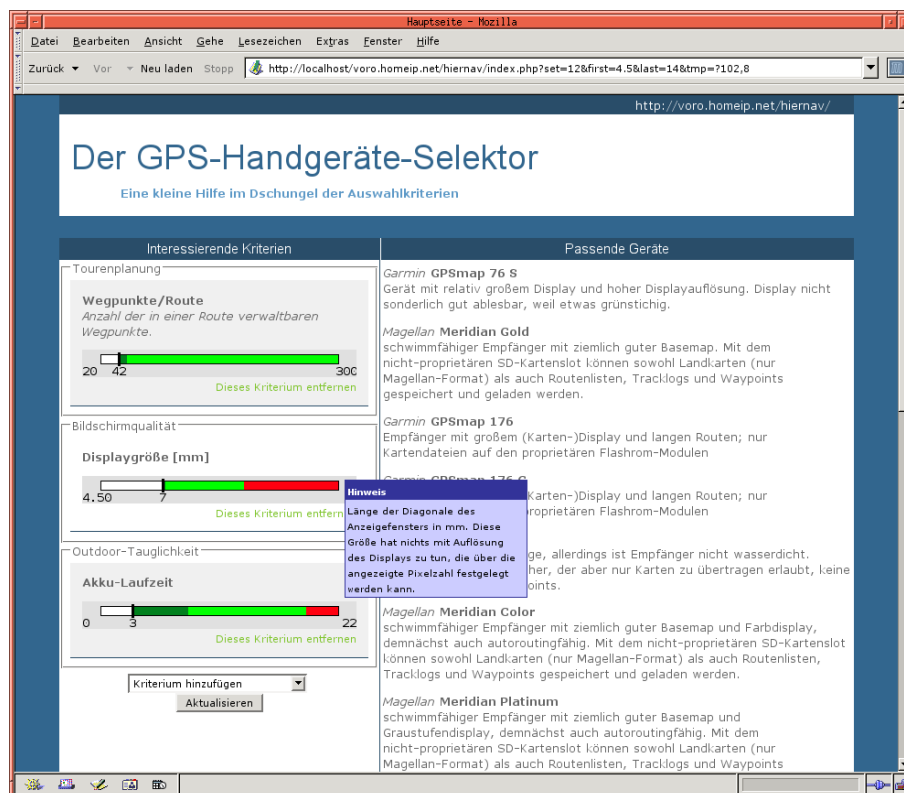 Hauptseite - Mozilla
Datei Bearbeiten Ansicht Gehe Lesezeichen Extras Fenster Hilfe
Zurück Vor Neu laden Stopp http://localhost/voro.homeip.net/hiernav/index.php?set=12&first=4.5&last=14&tmp=?102,8
http://voro.homeip.net/hiernav/
Der GPS-Handgeräte-Selektor
Eine kleine Hilfe im Dschungel der Auswahlkriterien
Interessierende Kriterien
Tourenplanung
Wegpunkte/Route
Anzahl der in einer Route verwaltbaren
Wegpunkte.
20 42 300
Dieses Kriterium entfernen
Bildschirmqualität
Displaygröße [mm]
4.50 7
Dieses Kriterium entfern
Outdoor-Tauglichkeit
Akku-Laufzeit
0 3 22
Dieses Kriterium entfernen
Kriterium hinzufügen
Aktualisieren
Hinweis
Länge der Diagonale des
Anzeigefensters in mm. Diese
Größe hat nichts mit Auflösung
des Displays zu tun, die über die
angezeigte Pixelzahl festgelegt
werden kann.
Passende Geräte
Garmin GPSmap 76 S
Gerät mit relativ großem Display und hoher Displayauflösung. Display nicht
sonderlich gut ablesbar, weil etwas grünstichig.
Magellan Meridian Gold
schwimmfähiger Empfänger mit ziemlich guter Basemap. Mit dem
nicht-proprietären SD-Kartenslot können sowohl Landkarten (nur
Magellan-Format) als auch Routenlisten, Tracklogs und Waypoints
gespeichert und geladen werden.
Garmin GPSmap 176
Empfänger mit großem (Karten-)Display und langen Routen; nur
Kartendateien auf den proprietären Flashrom-Modulen
Garmin GPSmap 176 C
Karten-)Display und langen Routen; nur
roprietären Flashrom-Modulen
ge, allerdings ist Empfänger nicht wasserdicht.
her, der aber nur Karten zu übertragen erlaubt, keine
oints.
Magellan Meridian Color
schwimmfähiger Empfänger mit ziemlich guter Basemap und Farbdisplay,
demnächst auch autoroutingfähig. Mit dem nicht-proprietären SD-Kartenslot
können sowohl Landkarten (nur Magellan-Format) als auch Routenlisten,
Tracklogs und Waypoints gespeichert und geladen werden.
Magellan Meridian Platinum
schwimmfähiger Empfänger mit ziemlich guter Basemap und
Graustufendisplay, demnächst auch autoroutingfähig. Mit dem
nicht-proprietären SD-Kartenslot können sowohl Landkarten (nur
Magellan-Format) als auch Routenlisten, Tracklogs und Waypoints